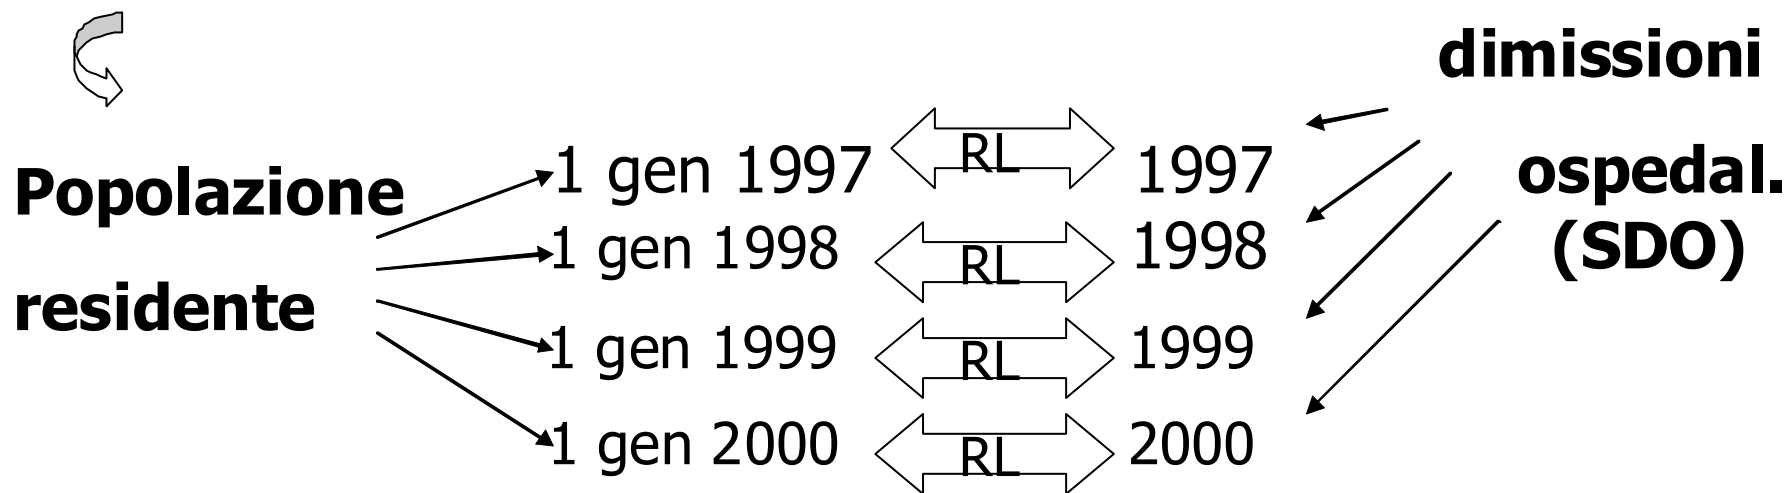 dimissioni
1 gen 1997 RL 1997
Popolazione
ospedal.
1 gen 1998 RL 1998
(SDO)
residente
1 gen 1999 RL 1999
1 gen 2000 RL 2000